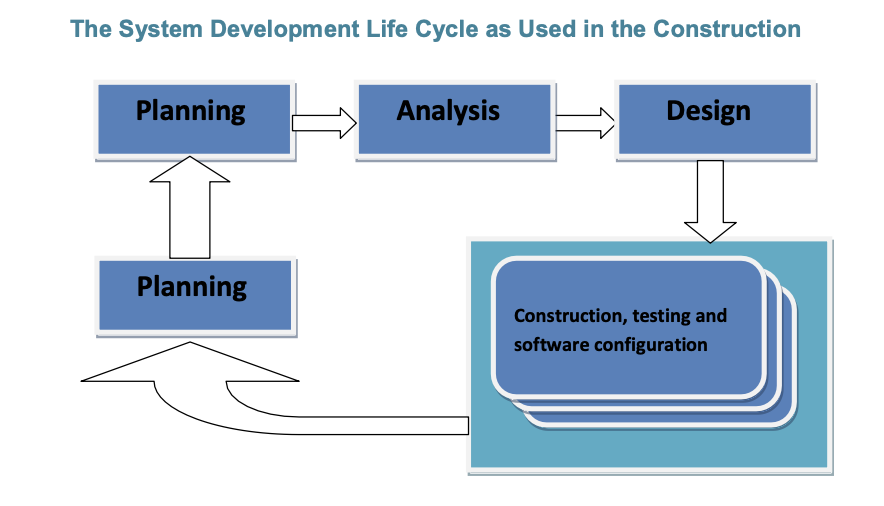 The System Development Life Cycle as Used in the Construction
Planning
Analysis
Design
Planning
Construction, testing and
software configuration